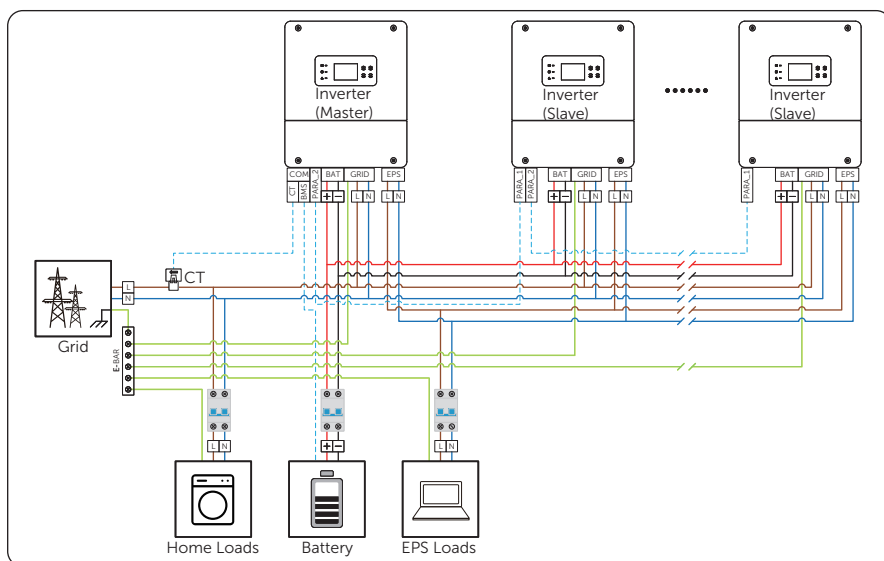 Inverter
(Master)
Inverter
(Slave)
Inverter
(Slave)
COM
BAT
GRID
EPS
CT
BMS
PARA_2
+
−
L
N
L
N
BAT
GRID
EPS
PARA_1
PARA_2
+
−
L
N
L
N
BAT
GRID
EPS
PARA_1
+
−
L
N
L
N
CT
L
N
Grid
E-BAR
L
N
+
−
L
N
Home Loads
Battery
EPS Loads